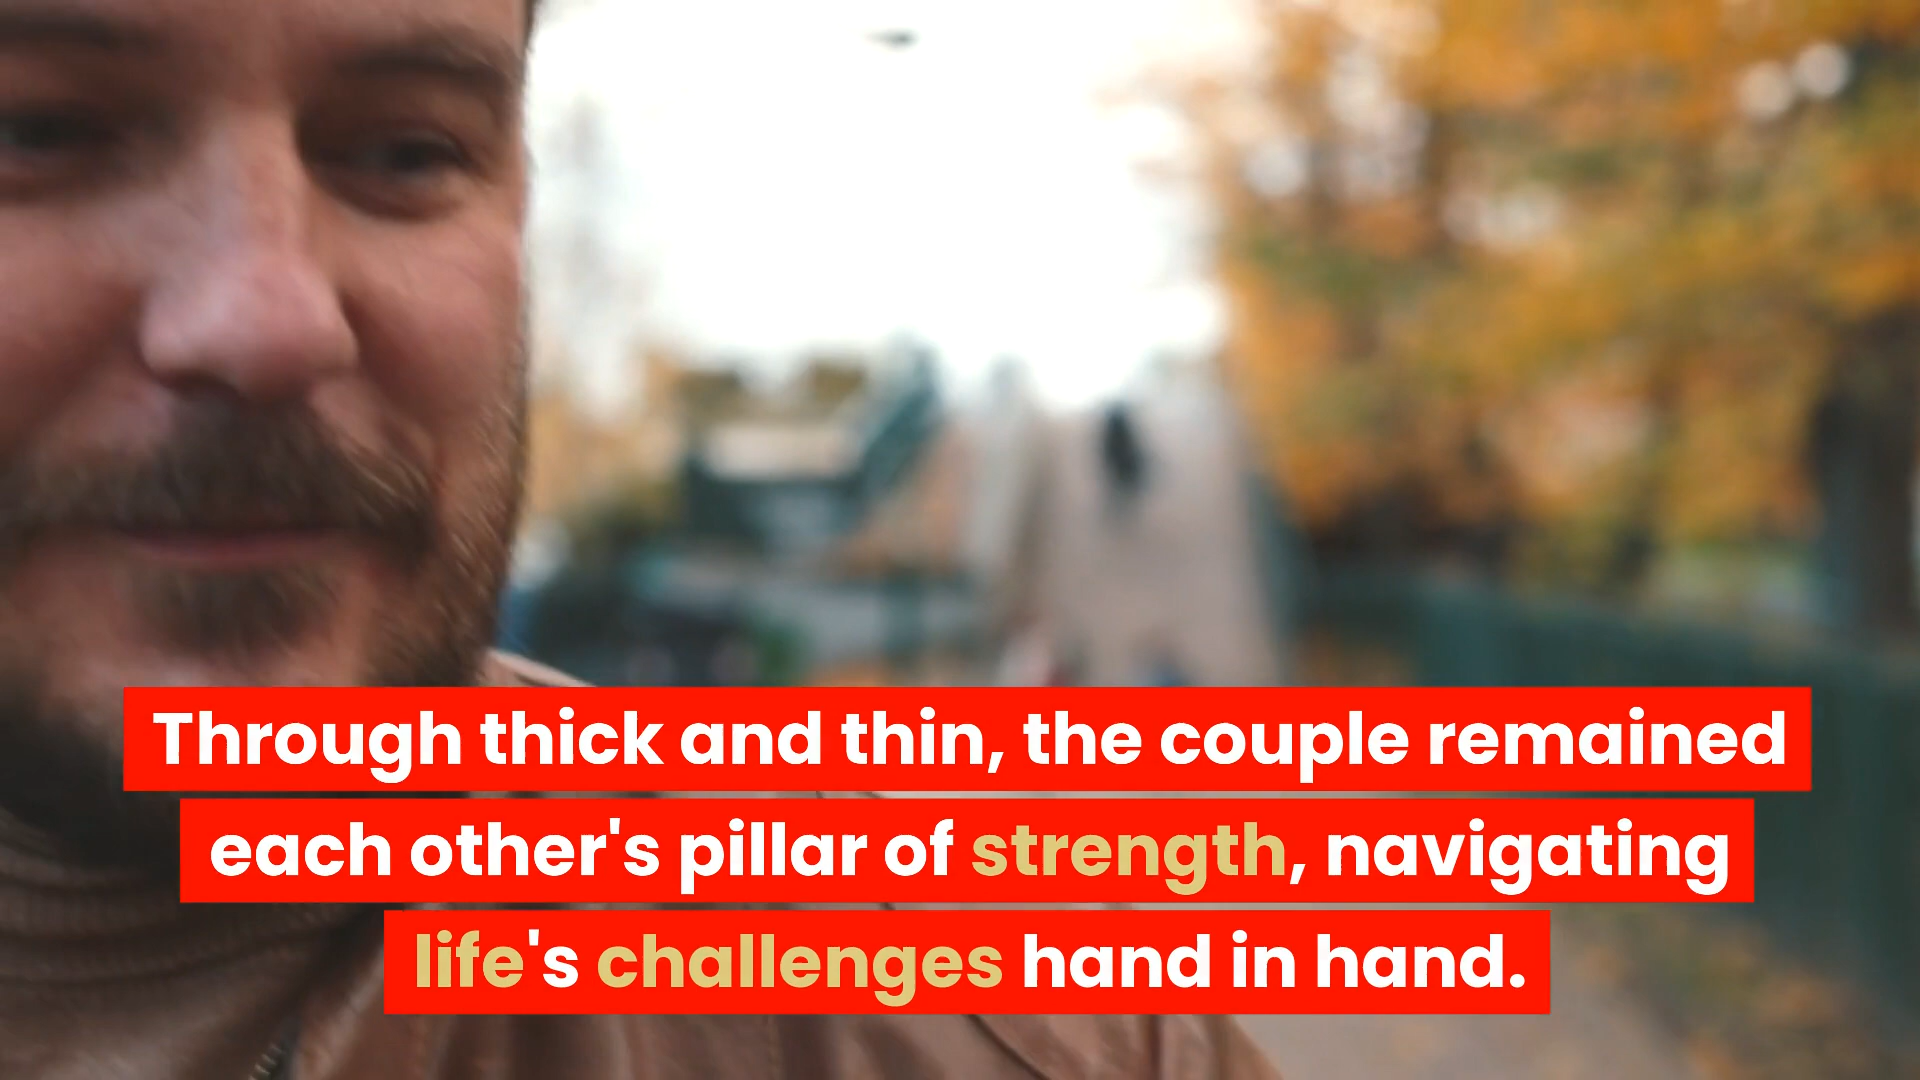 Through thick and thin, the couple remained
each other's pillar of strength, navigating
life's challenges hand in hand.